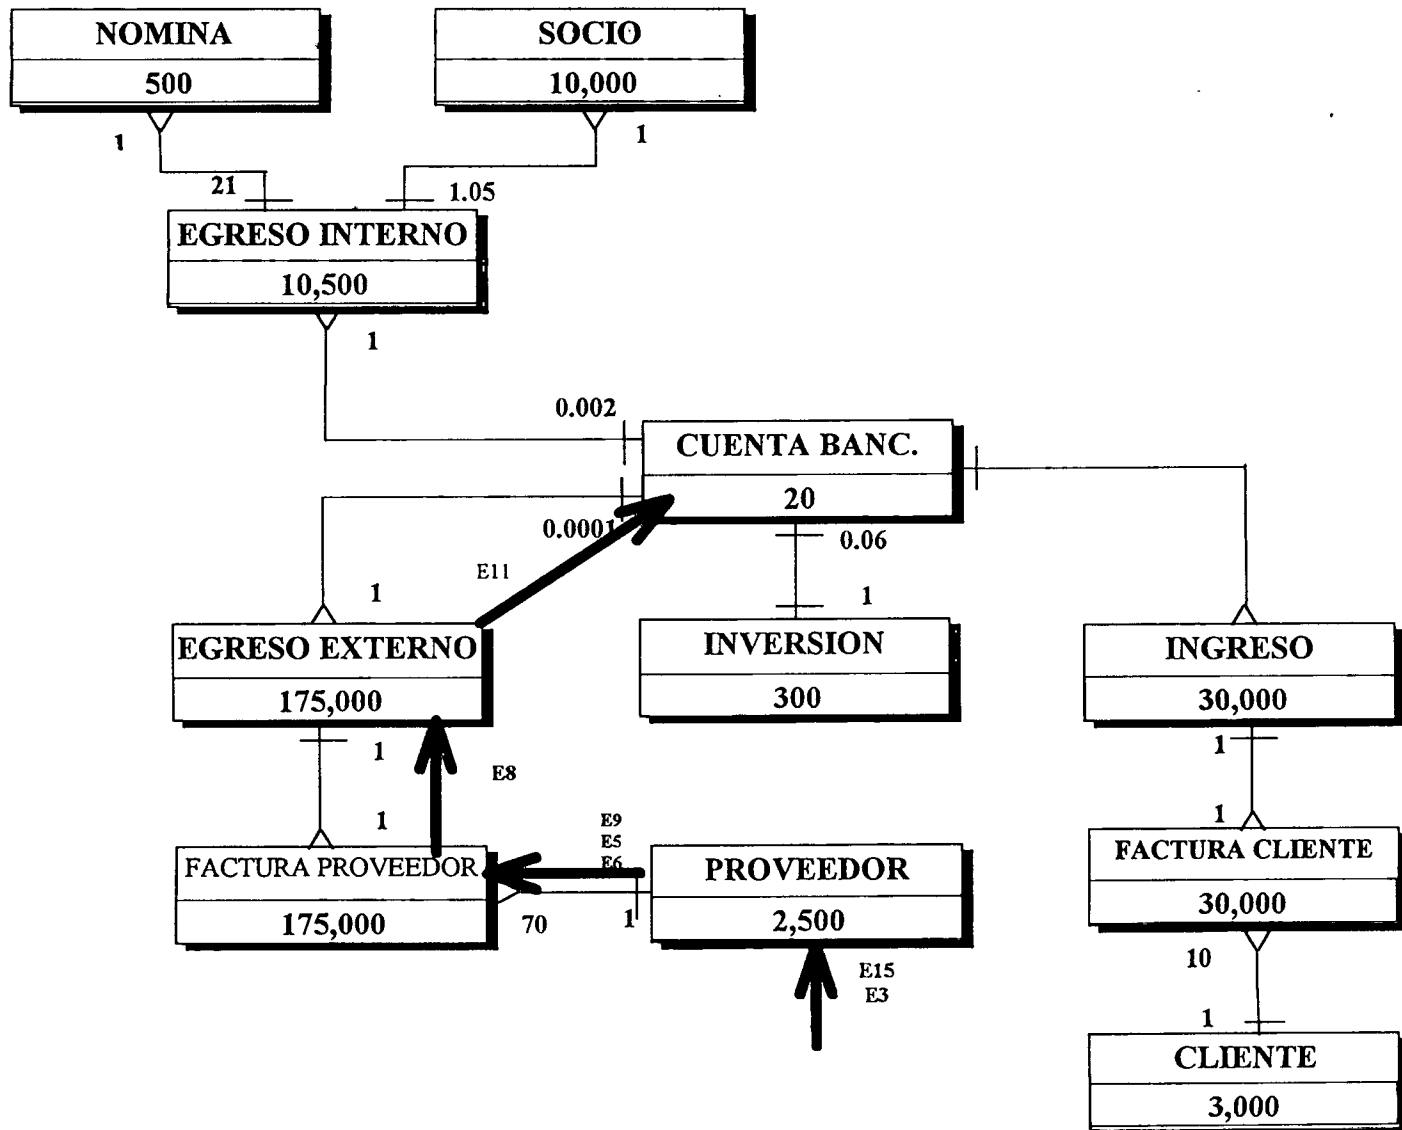 NOMINA
500
SOCIO
10,000
1
1
21
1.05
EGRESO INTERNO
10,500
1
0.002
CUENTA BANC.
20
0.0001
0.06
E11
1
1
EGRESO EXTERNO
175,000
INVERSION
300
INGRESO
30,000
1
E8
1
1
E9
E5
E6
1
FACTURA PROVEEDOR
175,000
PROVEEDOR
2,500
FACTURA CLIENTE
30,000
70
1
10
E15
E3
1
CLIENTE
3,000